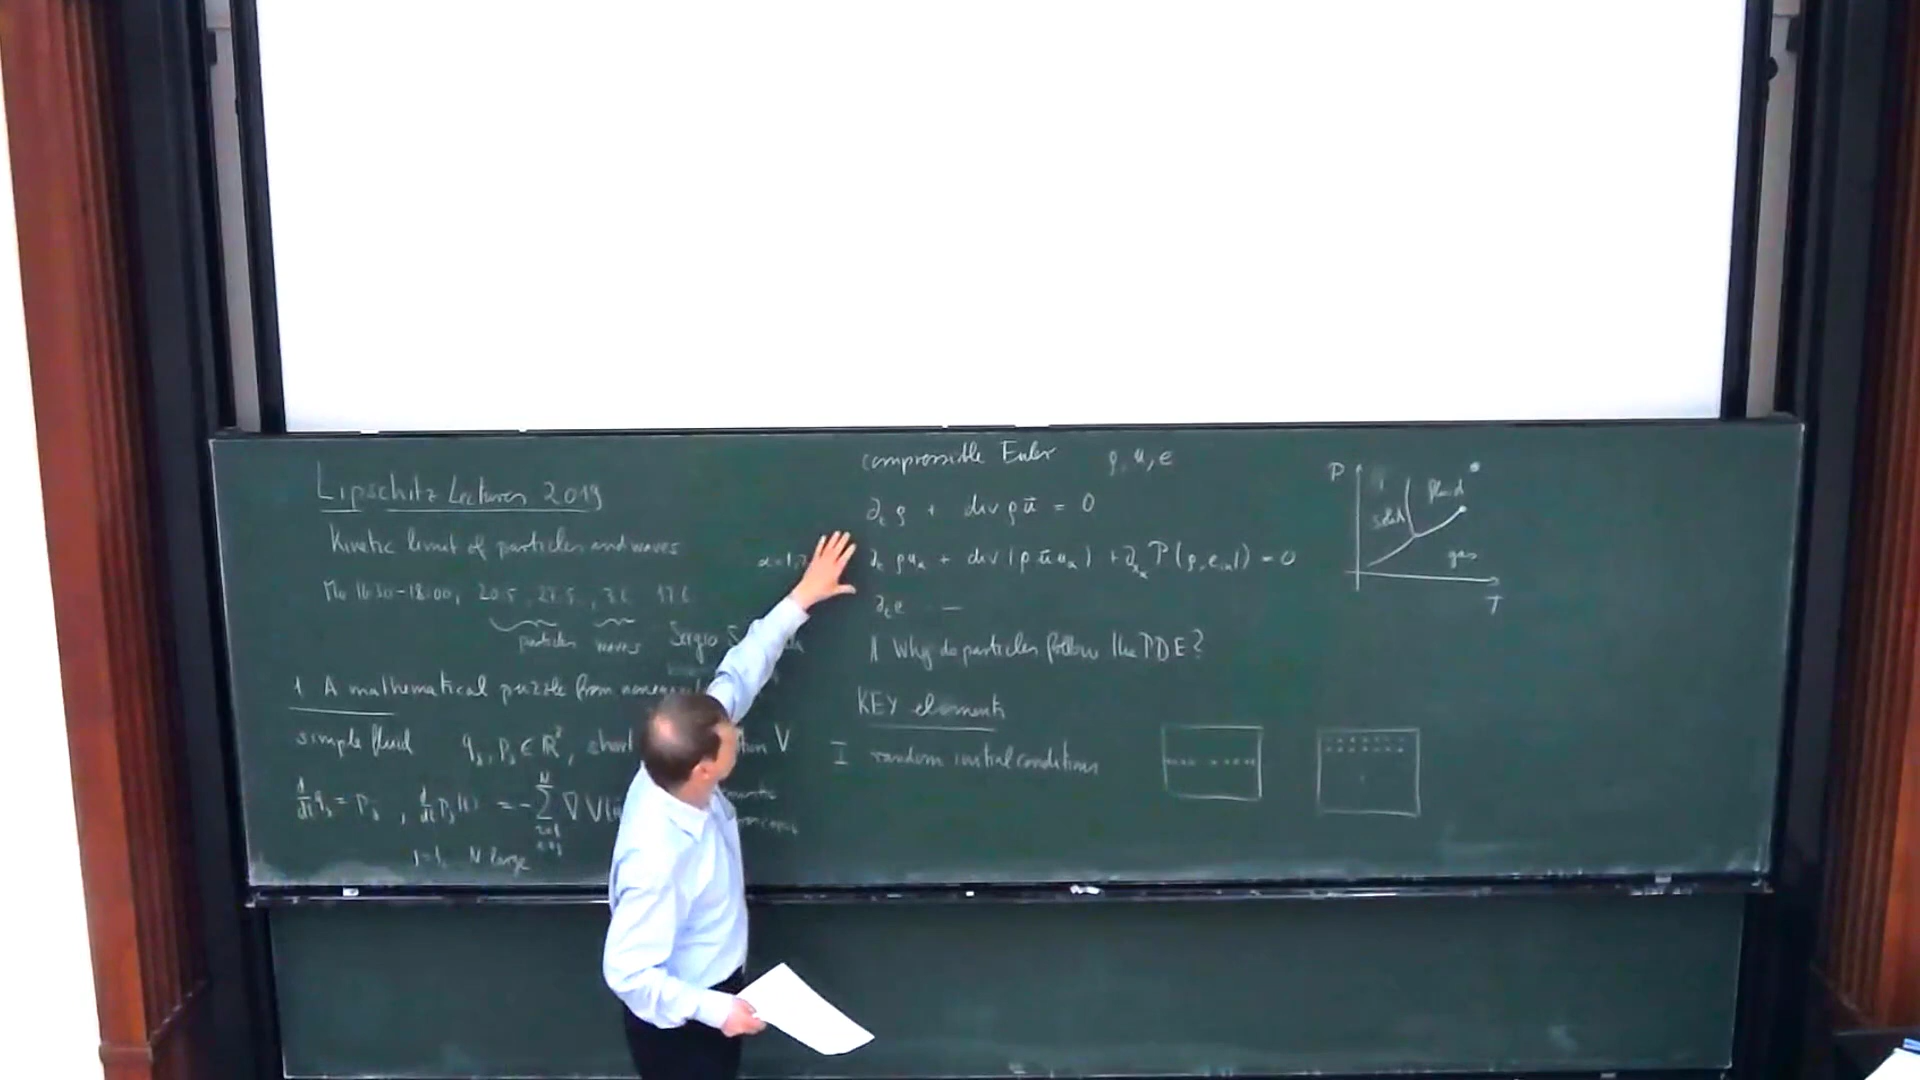 Lipschitz Lectures 2019
Kinetic limit of particles and waves
Mo 16:30-18:00, 20.5, 27.5, 3.6 17.6
particles waves Sergio
1 A mathematical puzzle from
simple fluid q_j, p_j ∈ ℝ³, short V
d/dt q_j = p_j , d/dt p_j(t) = - ∑ ∇V(
N large
compressible Euler ρ, u, e
∂_t ρ + div ρu⃗ = 0
∂_t ρu_α + div(ρ u⃗ u_α) + ∂_{x_α} P(ρ, e_int) = 0
∂_t e —
Why do particles follow the PDE?
KEY elements
I random initial conditions
P
solid
fluid
gas
T